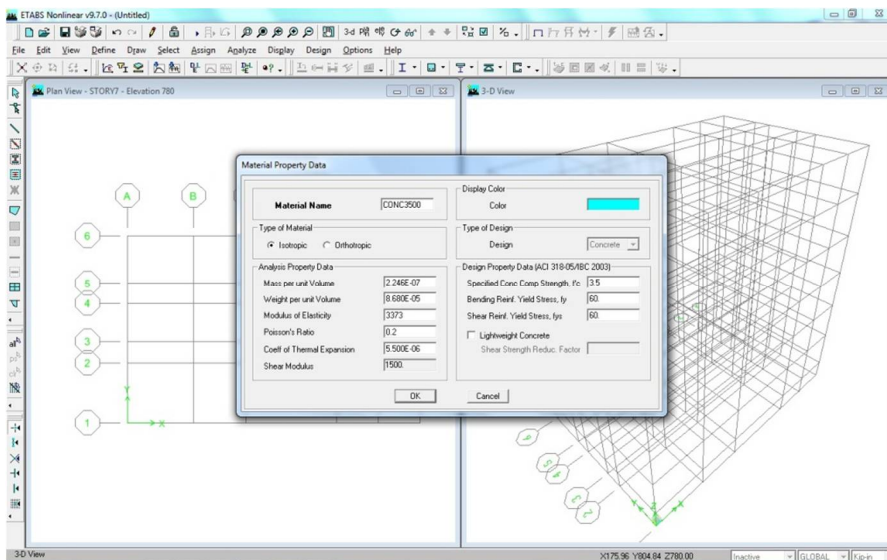 ETABS Nonlinear v9.7.0 - (Untitled)
3-d
File Edit View Define Draw Select Assign Analyze Display Design Options Help
Plan View - STORY7 - Elevation 780
3-D View
Material Property Data
Material Name CONC3500
Display Color
Color
Type of Material
Isotropic Orthotropic
Type of Design
Design Concrete
Analysis Property Data
Mass per unit Volume 2.246E-07
Weight per unit Volume 8.680E-05
Modulus of Elasticity 3373
Poisson's Ratio 0.2
Coeff of Thermal Expansion 5.500E-06
Shear Modulus 1500.
Design Property Data (ACI 318-05/IBC 2003)
Specified Conc Comp Strength, f'c 3.5
Bending Reinf. Yield Stress, fy 60.
Shear Reinf. Yield Stress, fys 60.
Lightweight Concrete
Shear Strength Reduc. Factor
OK Cancel
A B
6
5
4
3
2
1
Y
X
Z
Y X
3-D View
X175.96 Y804.84 Z780.00
Inactive GLOBAL Kip-in